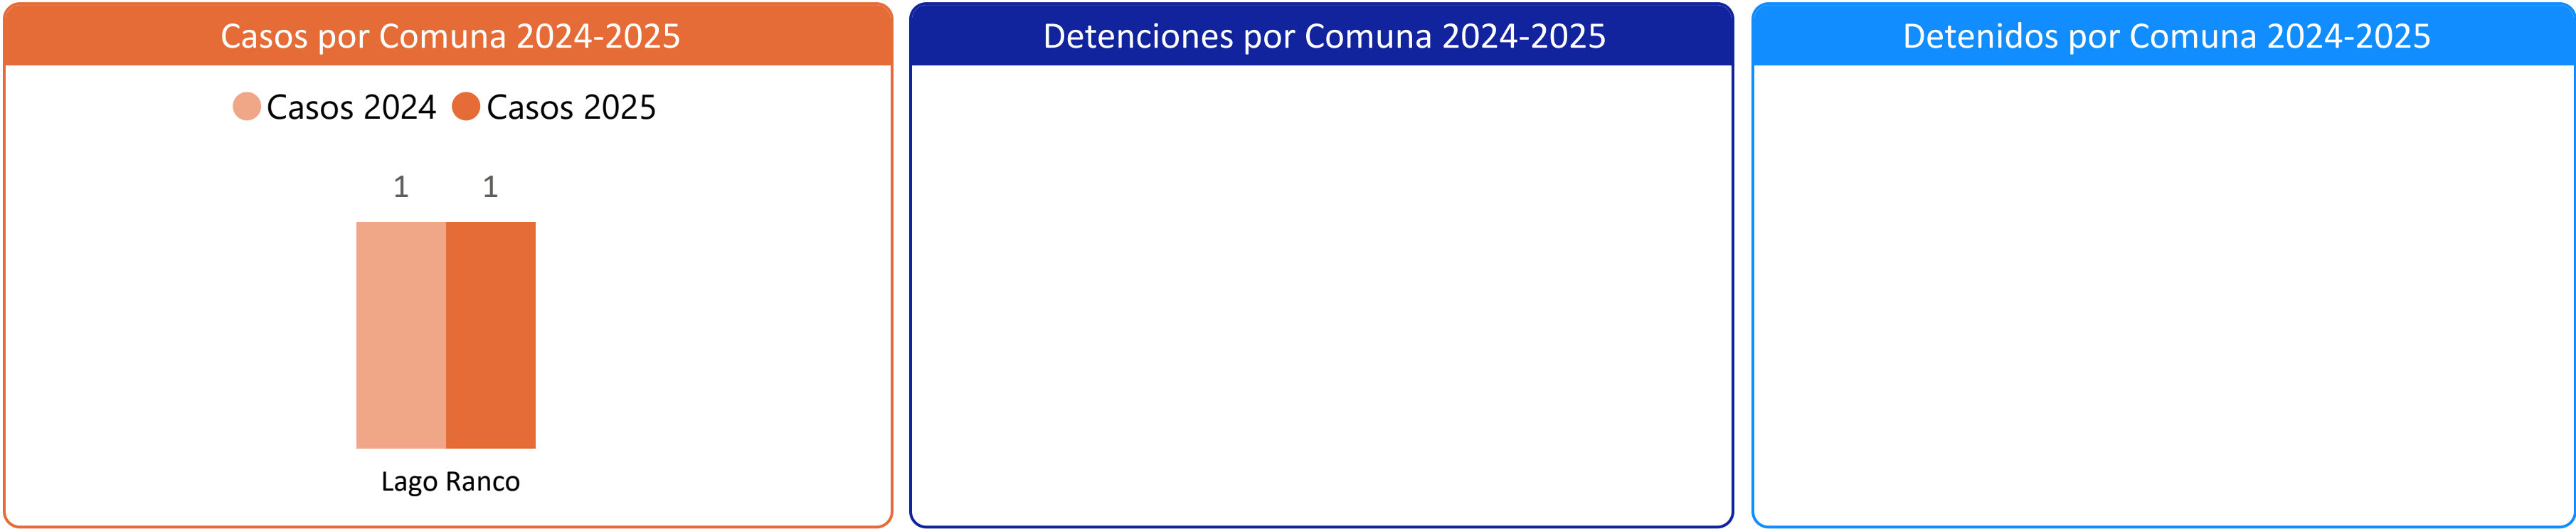 Casos por Comuna 2024-2025
Casos 2024 Casos 2025
1 1
Lago Ranco
Detenciones por Comuna 2024-2025
Detenidos por Comuna 2024-2025